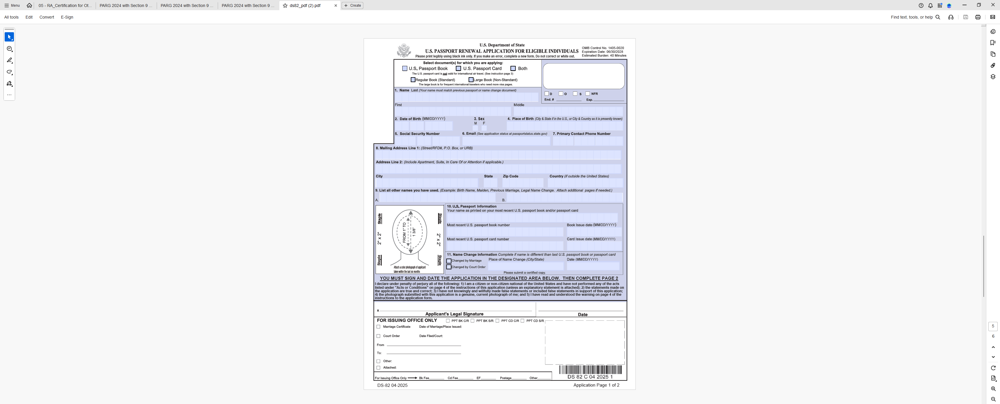 Menu
05 - RA_Certification for Ot...
PARG 2024 with Section 9 ...
PARG 2024 with Section 9 ...
PARG 2024 with Section 9 ...
ds82_pdf (2).pdf
Create
All tools Edit Convert E-Sign
Find text, tools, or help
U.S. Department of State
U.S. PASSPORT RENEWAL APPLICATION FOR ELIGIBLE INDIVIDUALS
Please print legibly using black ink only. If you make an error, complete a new form. Do not correct or white out.
OMB Control No. 1405-0020
Expiration Date: 06/30/2028
Estimated Burden: 40 Minutes
Select document(s) for which you are applying:
U.S. Passport Book U.S. Passport Card Both
The U.S. passport card is not valid for international air travel. (See instruction page 3)
Regular Book (Standard) Large Book (Non-Standard)
The large book is for frequent international travelers who need more visa pages.
D O S NFR
End. # Exp.
1. Name Last (Your name must match previous passport or name change document)
First Middle
2. Date of Birth (MM/DD/YYYY) 3. Sex 4. Place of Birth (City & State if in the U.S., or City & Country as it is presently known)
M F
5. Social Security Number 6. Email (See application status at passportstatus.state.gov) 7. Primary Contact Phone Number
8. Mailing Address Line 1: (Street/RFD#, P.O. Box, or URB)
Address Line 2: (Include Apartment, Suite, In Care Of or Attention if applicable.)
City State Zip Code Country (if outside the United States)
9. List all other names you have used. (Example: Birth Name, Maiden, Previous Marriage, Legal Name Change. Attach additional pages if needed.)
A. B.
Staple
2" x 2"
Staple
FROM 1" TO
1 3/8"
Staple
2" x 2"
Staple
Attach a color photograph of applicant
taken within the last six months
10. U.S. Passport Information
Your name as printed on your most recent U.S. passport book and/or passport card
Most recent U.S. passport book number Book Issue date (MM/DD/YYYY)
Most recent U.S. passport card number Card Issue date (MM/DD/YYYY)
11. Name Change Information Complete if name is different than last U.S. passport book or passport card
Changed by Marriage Place of Name Change (City/State) Date (MM/DD/YYYY)
Changed by Court Order
Please submit a certified copy.
YOU MUST SIGN AND DATE THE APPLICATION IN THE DESIGNATED AREA BELOW. THEN COMPLETE PAGE 2
I declare under penalty of perjury all of the following: 1) I am a citizen or non-citizen national of the United States and have not performed any of the acts
listed under "Acts or Conditions" on page 4 of the instructions of this application (unless an explanatory statement is attached); 2) the statements made on
the application are true and correct; 3) I have not knowingly and willfully made false statements or included false statements in support of this application;
4) the photograph submitted with this application is a genuine, current photograph of me; and 5) I have read and understood the warning on page 4 of the
instructions to the application form.
x
Applicant's Legal Signature Date
FOR ISSUING OFFICE ONLY PPT BK C/R PPT BK S/R PPT CD C/R PPT CD S/R
Marriage Certificate Date of Marriage/Place Issued:
Court Order Date Filed/Court:
From
To:
Other:
Attached:
For Issuing Office Only Bk Fee Cd Fee EF Postage Other
DS 82 C 04 2025 1
DS-82 04-2025 Application Page 1 of 2
5
6